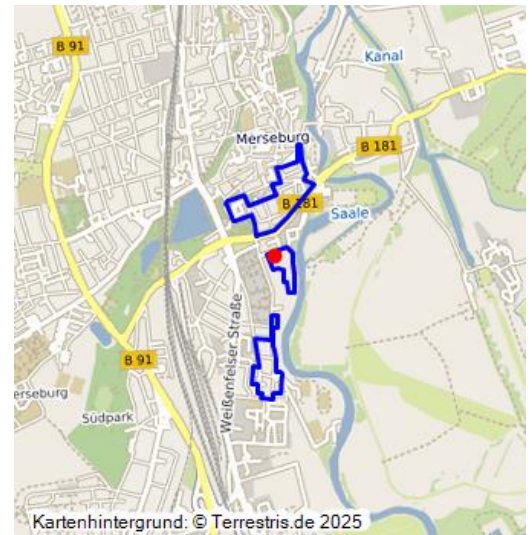 B 91
Kanal
Merseburg
B 181
B 181
Saale
Weißenfelser Straße
B 91
erseburg
Südpark
Kartenhintergrund: © Terrestris.de 2025